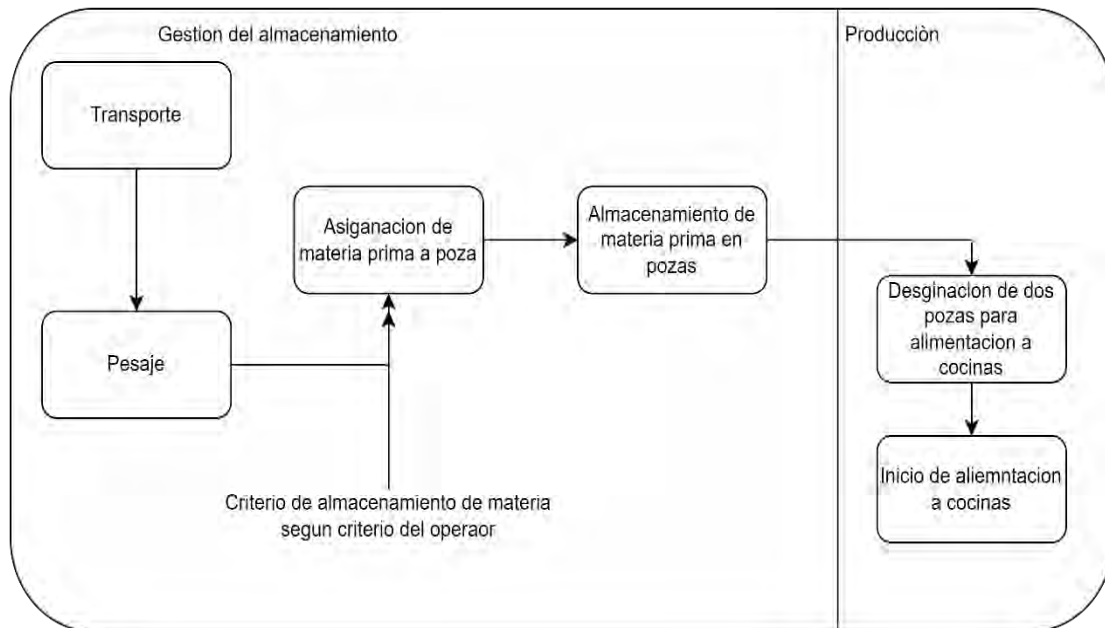 Gestion del almacenamiento
Producciòn
Transporte
Asiganacion de
materia prima a poza
Almacenamiento de
materia prima en
pozas
Desginacion de dos
pozas para
alimentacion a
cocinas
Pesaje
Inicio de aliemntacion
a cocinas
Criterio de almacenamiento de materia
segun criterio del operaor